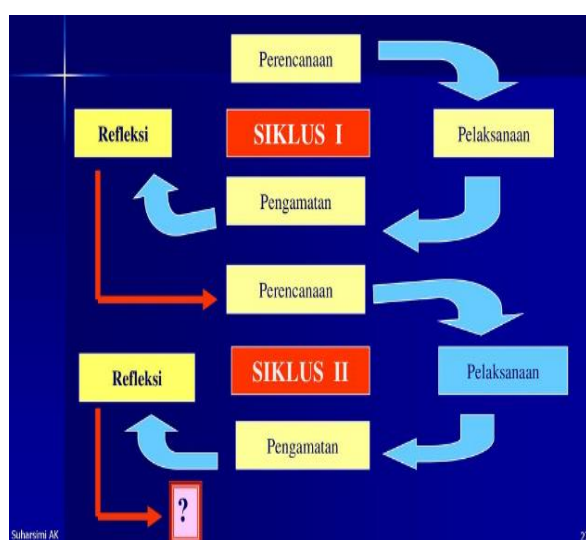 Perencanaan
Refleksi
SIKLUS I
Pelaksanaan
Pengamatan
Perencanaan
Refleksi
SIKLUS II
Pelaksanaan
Pengamatan
?
Suharsimi AK